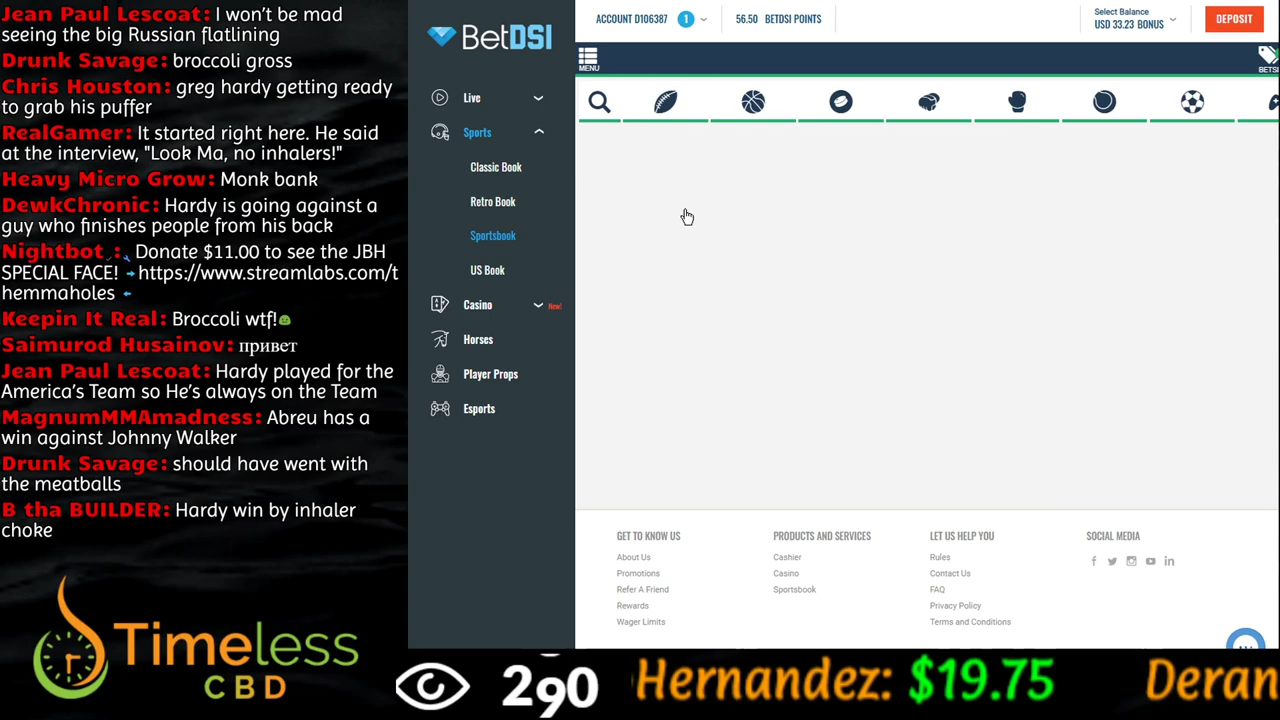 Jean Paul Lescoat: I won't be mad
seeing the big Russian flatlining
Drunk Savage: broccoli gross
Chris Houston: greg hardy getting ready
to grab his puffer
RealGamer: It started right here. He said
at the interview, "Look Ma, no inhalers!"
Heavy Micro Grow: Monk bank
DewkChronic: Hardy is going against a
guy who finishes people from his back
Nightbot : Donate $11.00 to see the JBH
SPECIAL FACE! https://www.streamlabs.com/t
hemmaholes
Keepin It Real: Broccoli wtf!
Saimurod Husainov: привет
Jean Paul Lescoat: Hardy played for the
America's Team so He's always on the Team
MagnumMMAmadness: Abreu has a
win against Johnny Walker
Drunk Savage: should have went with
the meatballs
B tha BUILDER: Hardy win by inhaler
choke
Timeless
CBD
BetDSI
Live
Sports
Classic Book
Retro Book
Sportsbook
US Book
Casino New!
Horses
Player Props
Esports
ACCOUNT D106387 1
56.50 BETDSI POINTS
Select Balance
USD 33.23 BONUS
DEPOSIT
MENU
GET TO KNOW US
About Us
Promotions
Refer A Friend
Rewards
Wager Limits
PRODUCTS AND SERVICES
Cashier
Casino
Sportsbook
LET US HELP YOU
Rules
Contact Us
FAQ
Privacy Policy
Terms and Conditions
SOCIAL MEDIA
290
Hernandez: $19.75
Deran